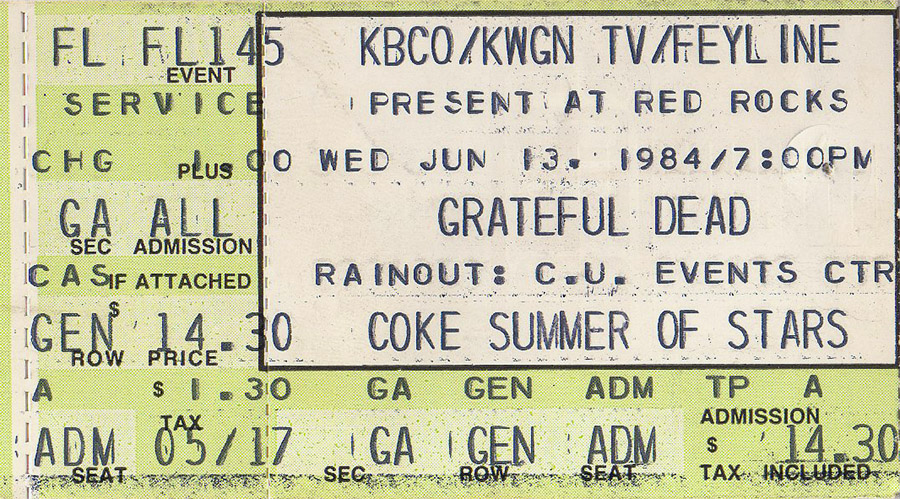 FL FL145 KBCO/KWGN TV/FEYLINE
EVENT
SERVICE PRESENT AT RED ROCKS
CHG 1.00 WED JUN 13. 1984/7:00PM
PLUS
GA ALL GRATEFUL DEAD
SEC ADMISSION
CAS IF ATTACHED RAINOUT: C.U. EVENTS CTR
$
GEN 14.30 COKE SUMMER OF STARS
ROW PRICE
A $ 1.30 GA GEN ADM TP A
TAX ADMISSION
ADM 05/17 GA GEN ADM $ 14.30
SEAT SEC ROW SEAT TAX INCLUDED